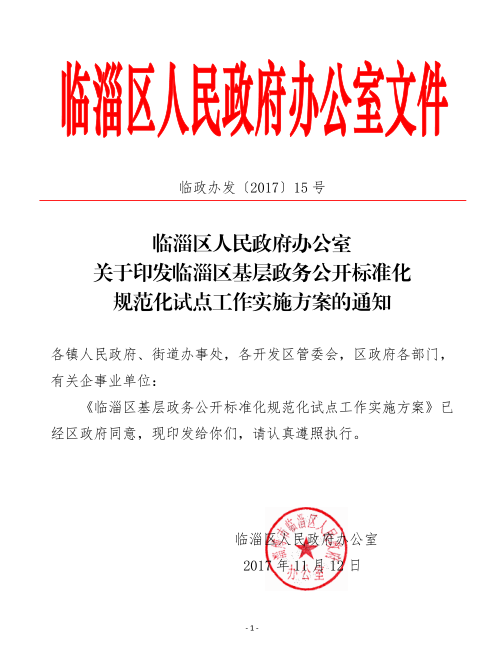 临淄区人民政府办公室文件
临政办发〔2017〕15号
临淄区人民政府办公室
关于印发临淄区基层政务公开标准化
规范化试点工作实施方案的通知
各镇人民政府、街道办事处，各开发区管委会，区政府各部门，
有关企事业单位：
《临淄区基层政务公开标准化规范化试点工作实施方案》已
经区政府同意，现印发给你们，请认真遵照执行。
临淄区人民政府办公室
2017年11月12日
淄博市临淄区人民政府
办公室
- 1 -